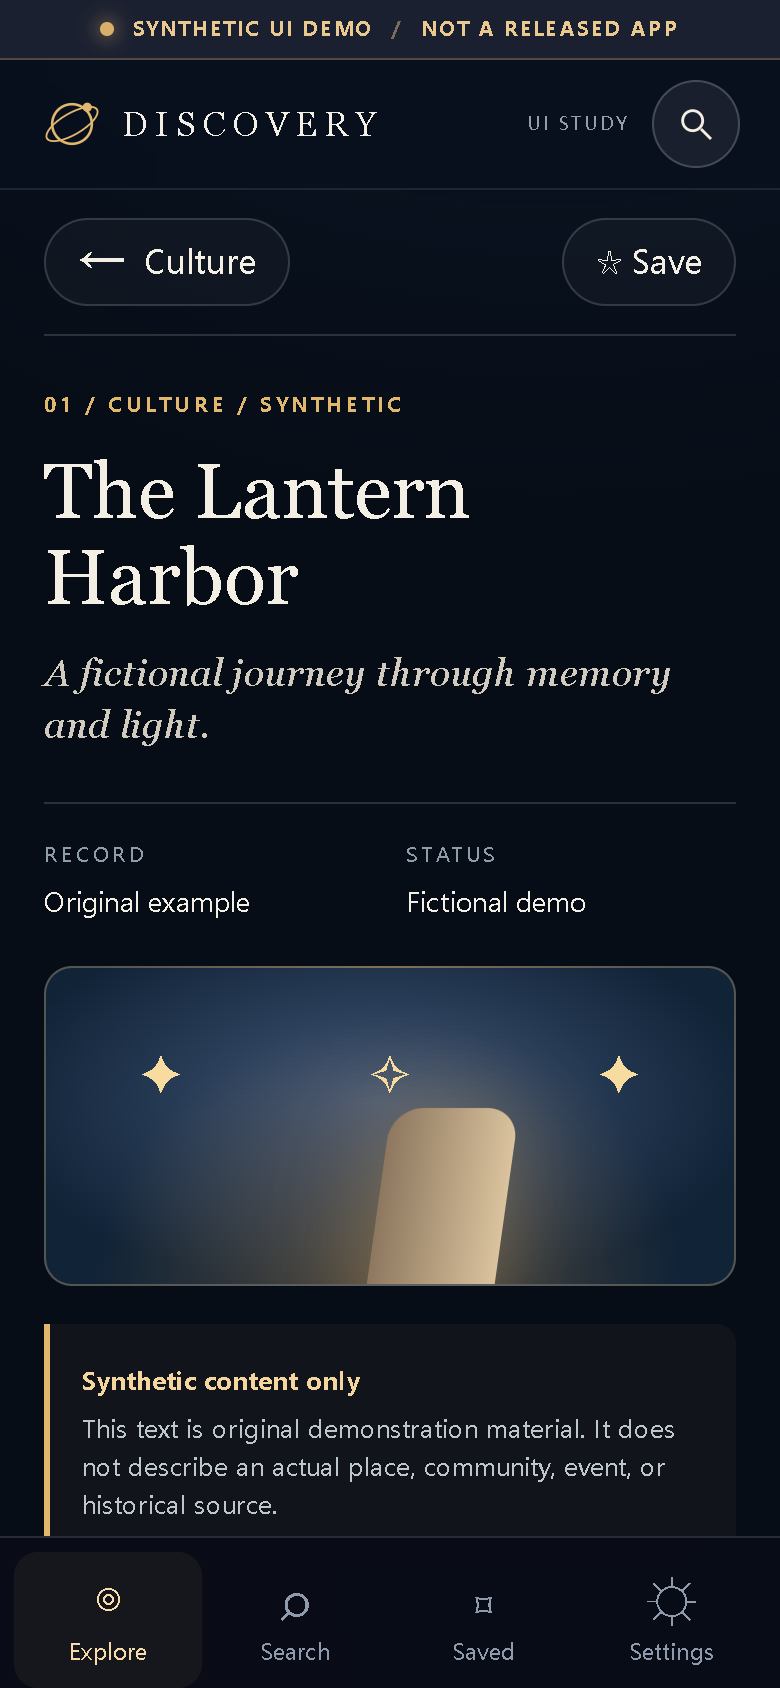 SYNTHETIC UI DEMO / NOT A RELEASED APP
DISCOVERY
UI STUDY
← Culture
☆ Save
01 / CULTURE / SYNTHETIC
The Lantern
Harbor
A fictional journey through memory
and light.
RECORD
STATUS
Original example
Fictional demo
Synthetic content only
This text is original demonstration material. It does
not describe an actual place, community, event, or
historical source.
Explore
Search
Saved
Settings